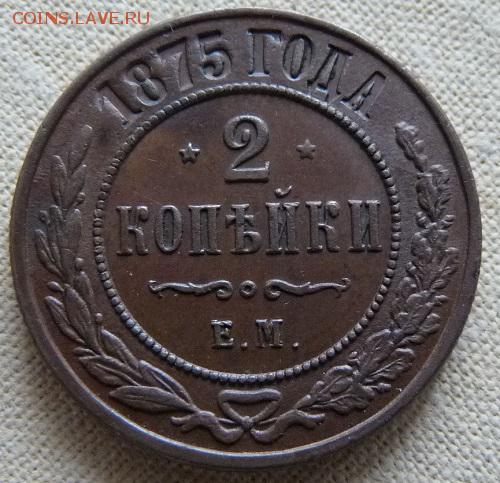 COINS.LAVE.RU
1875 ГОДА
2
КОПѢЙКИ
Е.М.